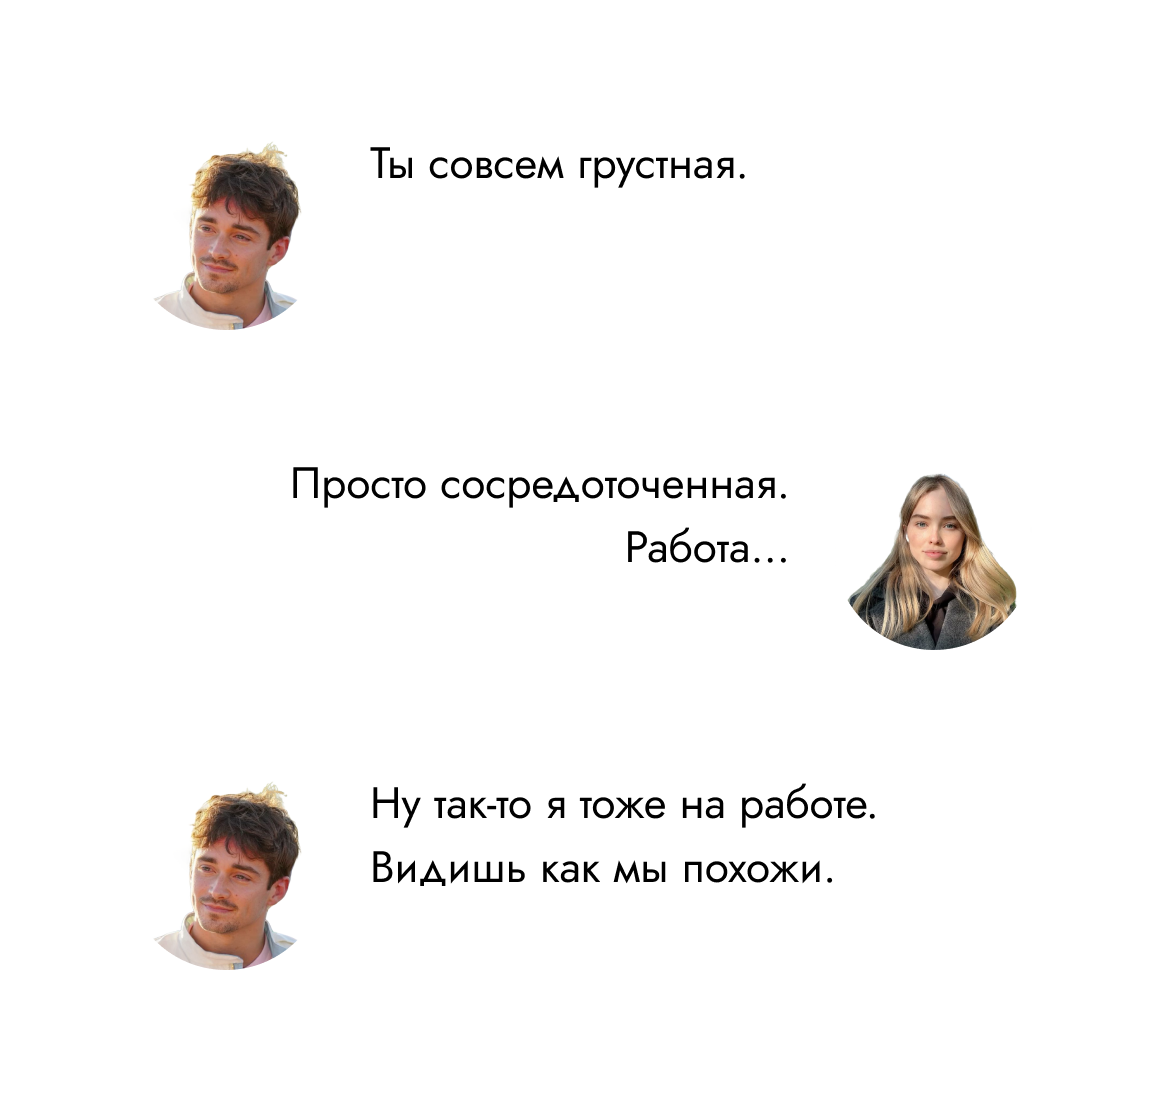 Ты совсем грустная.
Просто сосредоточенная.
Работа...
Ну так-то я тоже на работе.
Видишь как мы похожи.